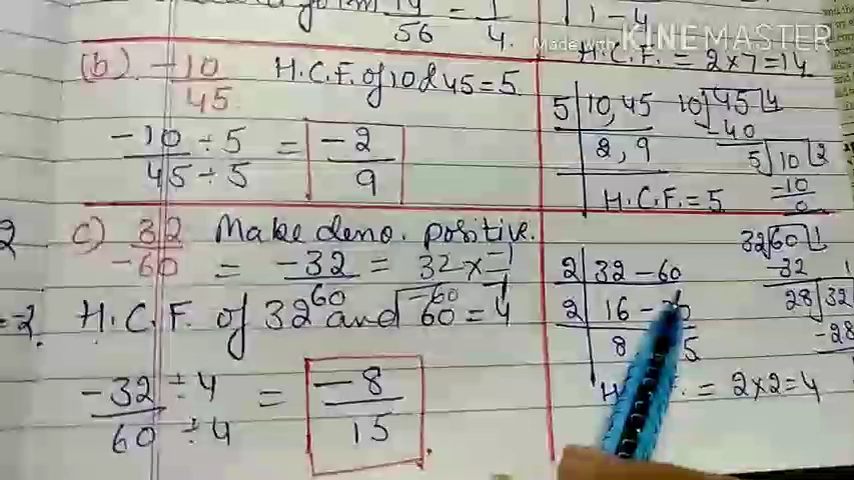 14/56 = 1/4.
Made with KINEMASTER
H.C.F. = 2×7=14
(b) -10/45 H.C.F. of 10 & 45 = 5
-10 ÷ 5 / 45 ÷ 5 = -2/9
5 | 10, 45
2, 9
H.C.F. = 5
10 45 4
-40
5 10 2
-10
0
c) 32/-60 Make deno. positive.
= -32/60 = 32×-1/-60 -1
H.C.F. of 32 and 60 = 4
-32 ÷ 4 / 60 ÷ 4 = -8/15
2 | 32 - 60
2 | 16 -
8
= 2×2=4
32 60 1
-32
28 32 1
-28